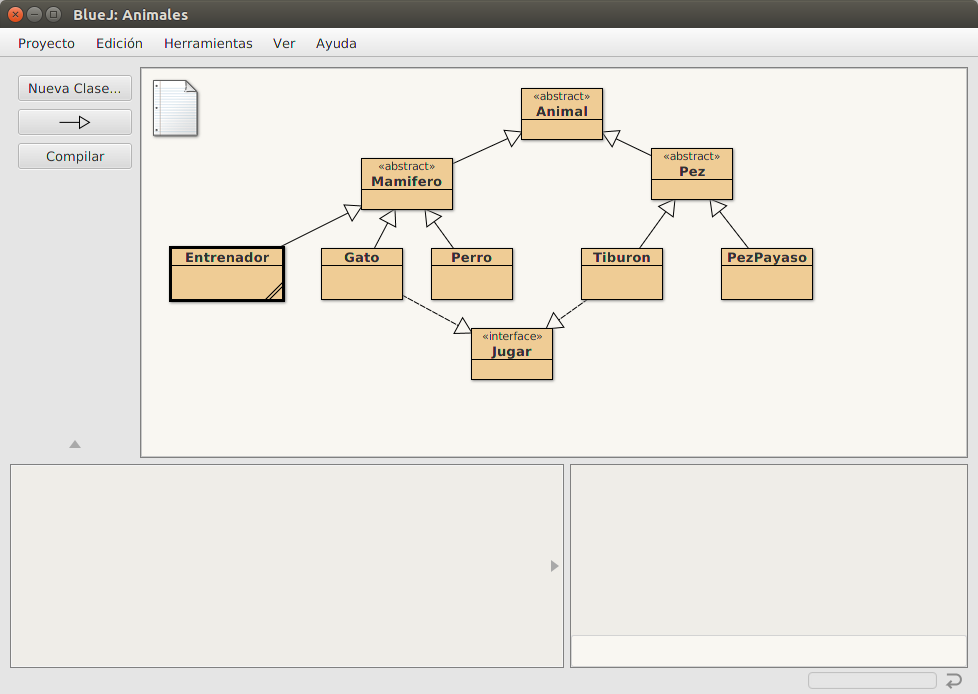 BlueJ: Animales
Proyecto Edición Herramientas Ver Ayuda
Nueva Clase...
Compilar
«abstract»
Animal
«abstract»
Mamifero
«abstract»
Pez
Entrenador
Gato
Perro
Tiburon
PezPayaso
«interface»
Jugar